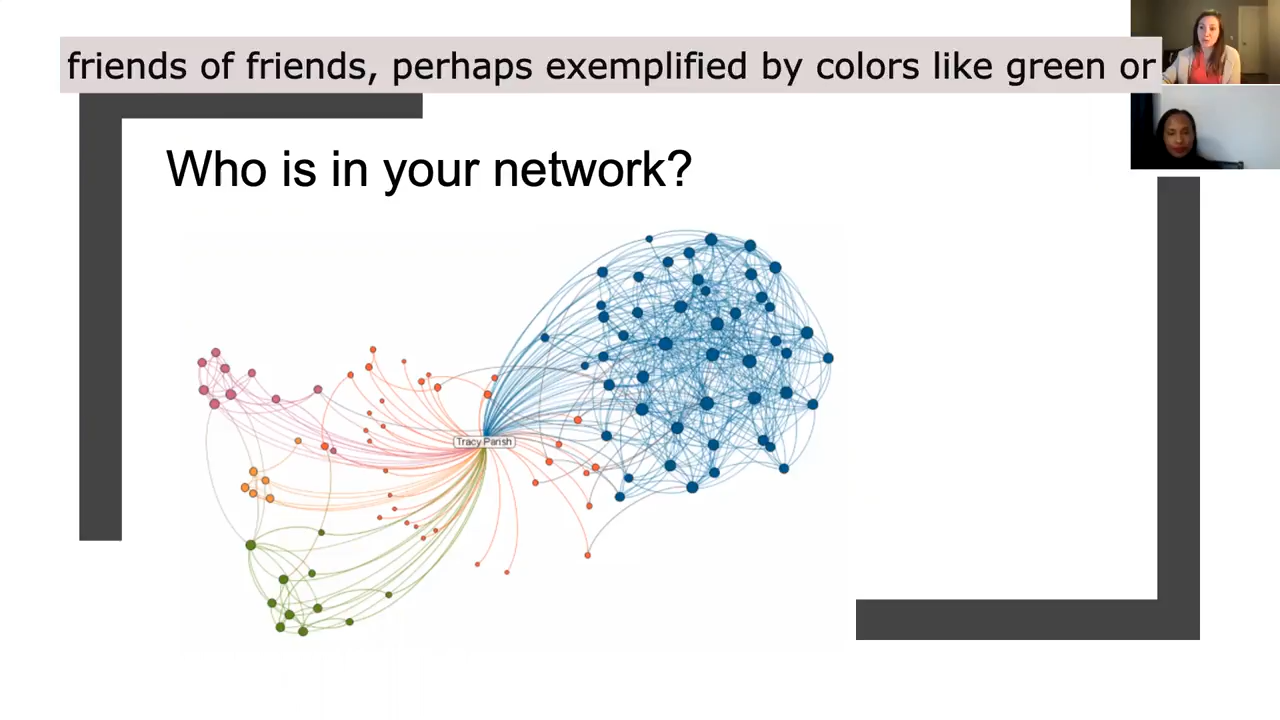 friends of friends, perhaps exemplified by colors like green or
Who is in your network?
Tracy Parish